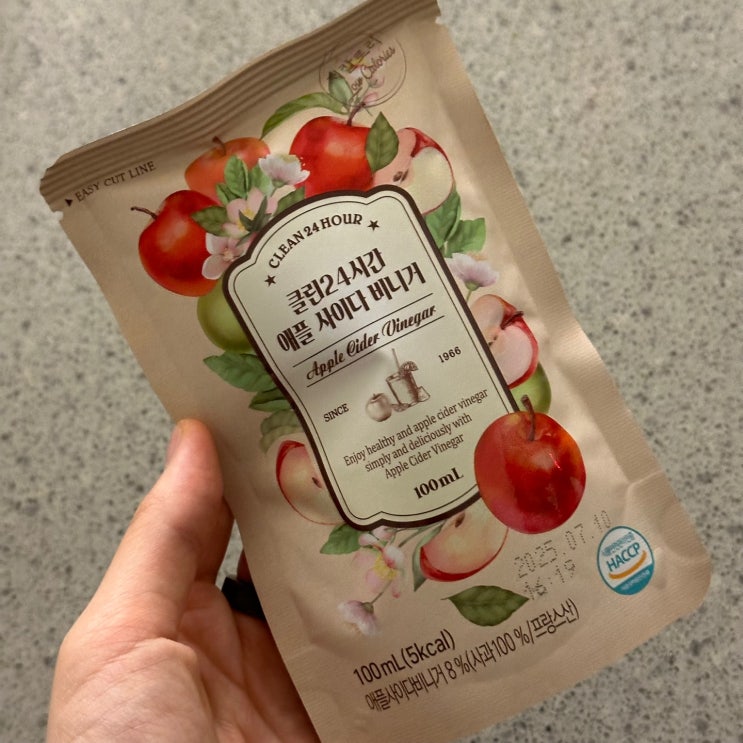 Low Calories
▶ EASY CUT LINE
★ CLEAN 24 HOUR ★
클린24시간
애플 사이다 비니거
Apple Cider Vinegar
SINCE 1966
Enjoy healthy and apple cider vinegar
simply and deliciously with
Apple Cider Vinegar
100mL
2025.07.10
16:19
HACCP
100mL(5kcal)
애플사이다비니거 8 %(사과100 %/프랑스산)